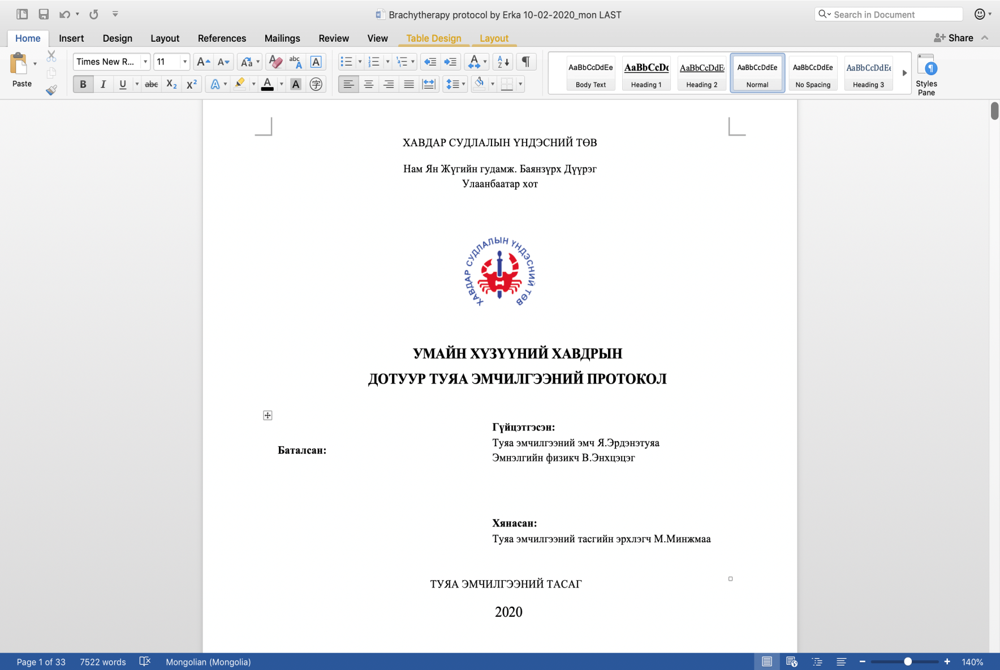 Brachytherapy protocol by Erka 10-02-2020_mon LAST
Search in Document
Home Insert Design Layout References Mailings Review View Table Design Layout Share
Paste
Times New R... 11
AaBbCcDdEe AaBbCcDc AaBbCcDdE AaBbCcDdEe AaBbCcDdEe AaBbCcDdEe
Body Text Heading 1 Heading 2 Normal No Spacing Heading 3
Styles
Pane
ХАВДАР СУДЛАЛЫН ҮНДЭСНИЙ ТӨВ
Нам Ян Жүгийн гудамж. Баянзүрх Дүүрэг
Улаанбаатар хот
ХАВДАР СУДЛАЛЫН ҮНДЭСНИЙ ТӨВ
УМАЙН ХҮЗҮҮНИЙ ХАВДРЫН
ДОТУУР ТУЯА ЭМЧИЛГЭЭНИЙ ПРОТОКОЛ
Баталсан:
Гүйцэтгэсэн:
Туяа эмчилгээний эмч Я.Эрдэнэтуяа
Эмнэлгийн физикч В.Энхцэцэг
Хянасан:
Туяа эмчилгээний тасгийн эрхлэгч М.Минжмаа
ТУЯА ЭМЧИЛГЭЭНИЙ ТАСАГ
2020
Page 1 of 33 7522 words Mongolian (Mongolia) 140%